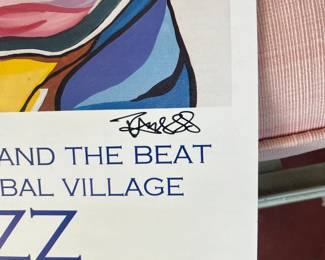 AND THE BEAT
BAL VILLAGE
ZZ